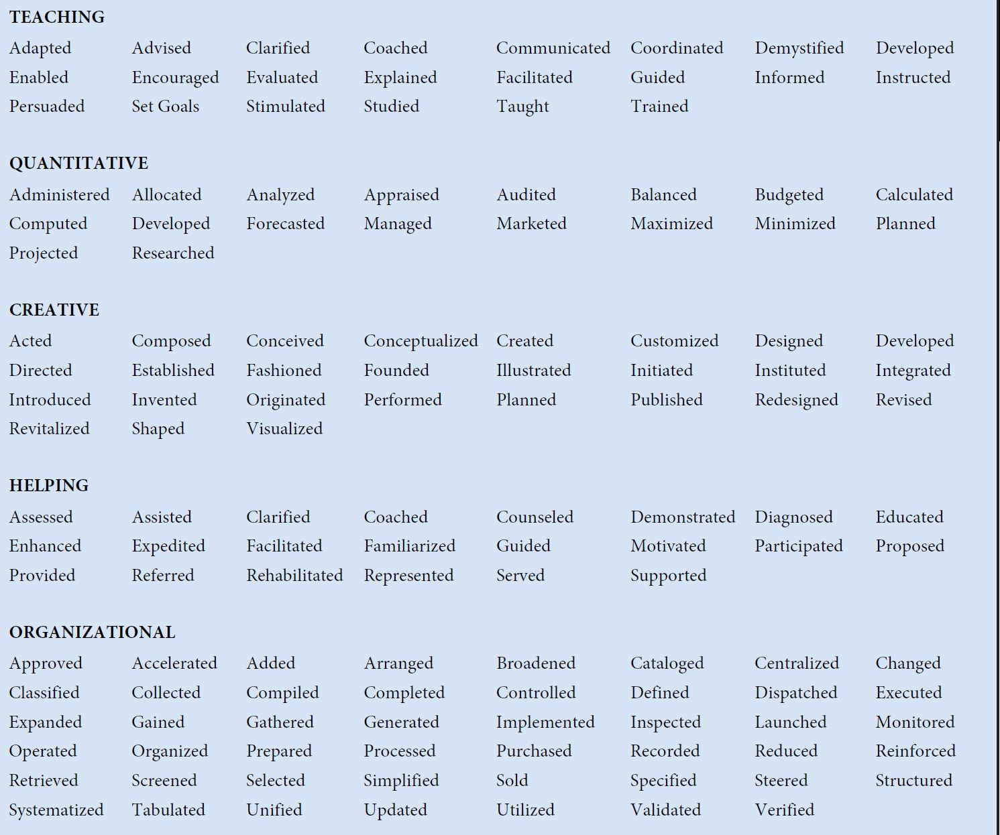 TEACHING
Adapted Advised Clarified Coached Communicated Coordinated Demystified Developed
Enabled Encouraged Evaluated Explained Facilitated Guided Informed Instructed
Persuaded Set Goals Stimulated Studied Taught Trained
QUANTITATIVE
Administered Allocated Analyzed Appraised Audited Balanced Budgeted Calculated
Computed Developed Forecasted Managed Marketed Maximized Minimized Planned
Projected Researched
CREATIVE
Acted Composed Conceived Conceptualized Created Customized Designed Developed
Directed Established Fashioned Founded Illustrated Initiated Instituted Integrated
Introduced Invented Originated Performed Planned Published Redesigned Revised
Revitalized Shaped Visualized
HELPING
Assessed Assisted Clarified Coached Counseled Demonstrated Diagnosed Educated
Enhanced Expedited Facilitated Familiarized Guided Motivated Participated Proposed
Provided Referred Rehabilitated Represented Served Supported
ORGANIZATIONAL
Approved Accelerated Added Arranged Broadened Cataloged Centralized Changed
Classified Collected Compiled Completed Controlled Defined Dispatched Executed
Expanded Gained Gathered Generated Implemented Inspected Launched Monitored
Operated Organized Prepared Processed Purchased Recorded Reduced Reinforced
Retrieved Screened Selected Simplified Sold Specified Steered Structured
Systematized Tabulated Unified Updated Utilized Validated Verified